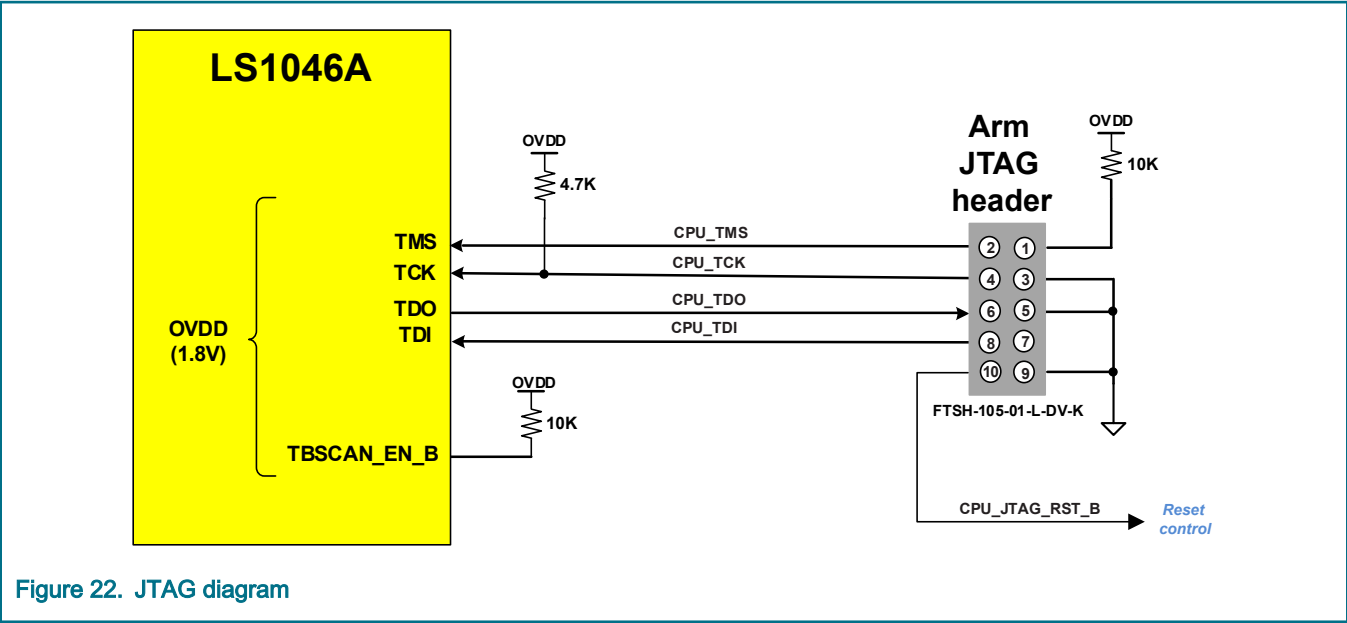 LS1046A
OVDD
4.7K
Arm
JTAG
header
OVDD
10K
TMS
CPU_TMS
2 1
TCK
CPU_TCK
4 3
TDO
CPU_TDO
6 5
TDI
CPU_TDI
8 7
10 9
OVDD
(1.8V)
OVDD
10K
FTSH-105-01-L-DV-K
TBSCAN_EN_B
CPU_JTAG_RST_B
Reset
control
Figure 22. JTAG diagram